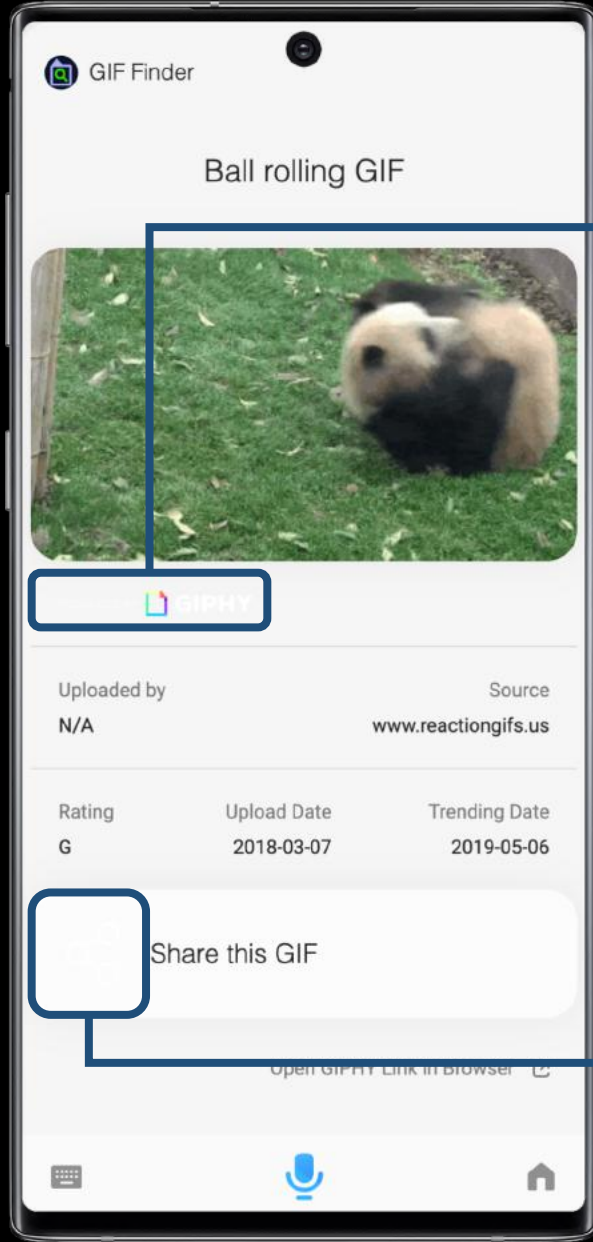 GIF Finder
Ball rolling GIF
GIPHY
Uploaded by
Source
N/A
www.reactiongifs.us
Rating
Upload Date
Trending Date
G
2018-03-07
2019-05-06
Share this GIF
Open GIPHY Link in Browser